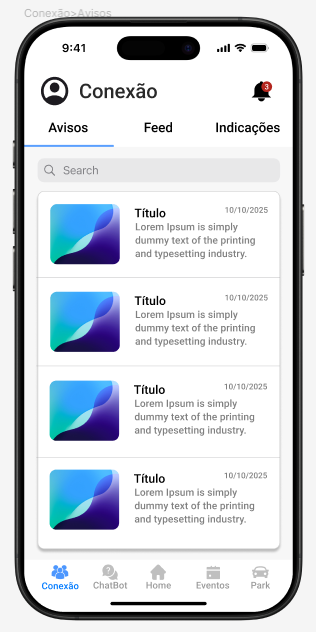 Conexão>Avisos
9:41
Conexão
3
Avisos Feed Indicações
Search
Título 10/10/2025
Lorem Ipsum is simply
dummy text of the printing
and typesetting industry.
Título 10/10/2025
Lorem Ipsum is simply
dummy text of the printing
and typesetting industry.
Título 10/10/2025
Lorem Ipsum is simply
dummy text of the printing
and typesetting industry.
Título 10/10/2025
Lorem Ipsum is simply
dummy text of the printing
and typesetting industry.
Conexão ChatBot Home Eventos Park